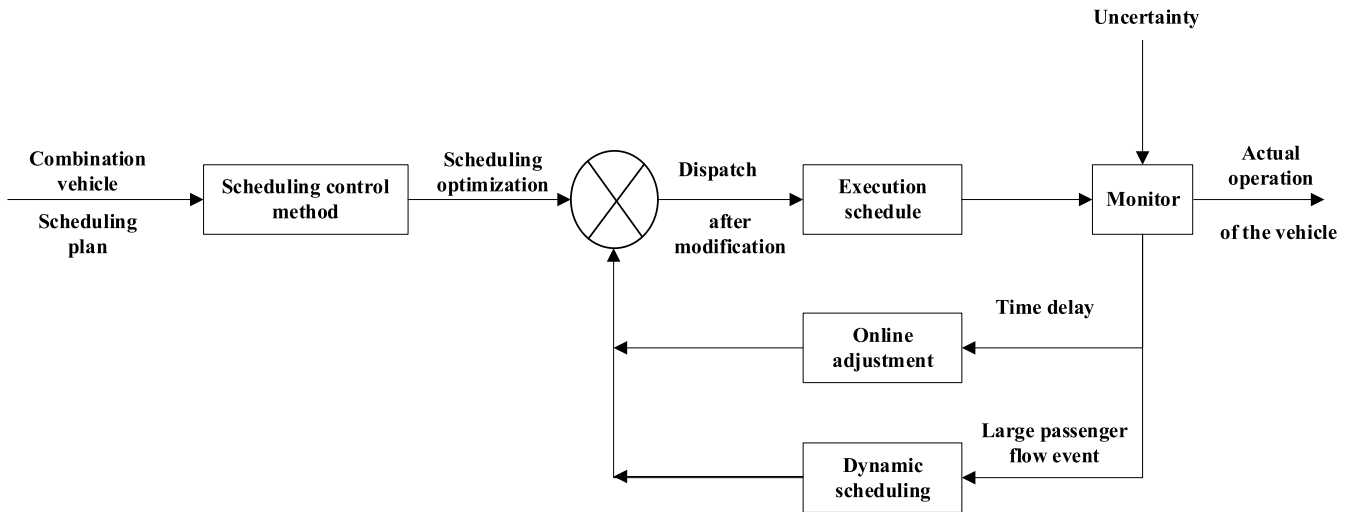 Uncertainty
Combination
vehicle
Scheduling
plan
Scheduling control
method
Scheduling
optimization
Dispatch
after
modification
Execution
schedule
Monitor
Actual
operation
of the vehicle
Time delay
Online
adjustment
Large passenger
flow event
Dynamic
scheduling